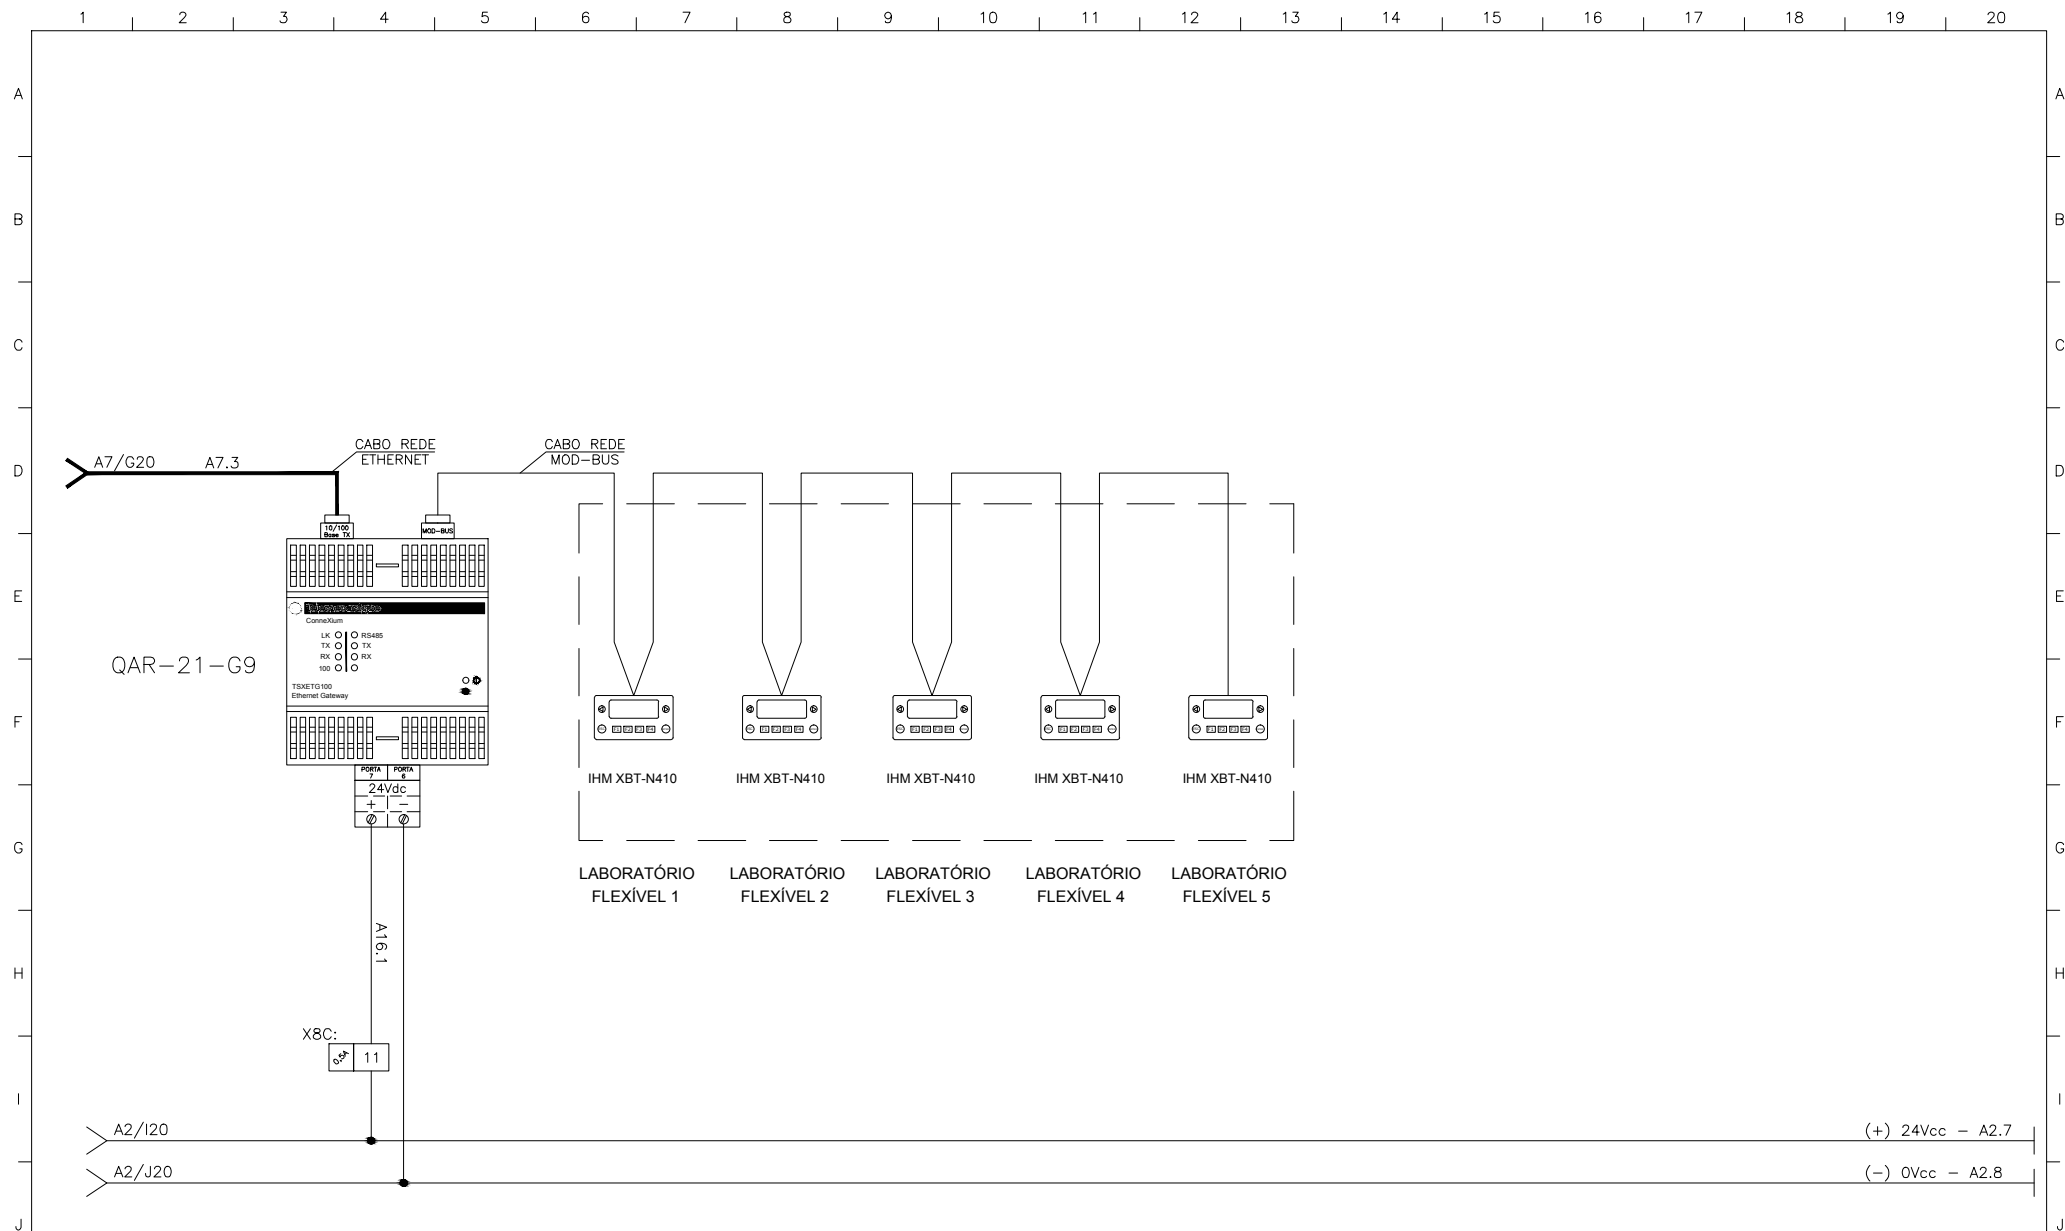 1 2 3 4 5 6 7 8 9 10 11 12 13 14 15 16 17 18 19 20
A A
B B
C C
D D
E E
F F
G G
H H
I I
J J
A7/G20 A7.3
CABO REDE
ETHERNET
CABO REDE
MOD-BUS
10/100
Base TX
MOD-BUS
Telemecanique
ConneXium
LK RS485
TX TX
RX RX
100
TSXETG100
Ethernet Gateway
QAR-21-G9
PORTA
7
PORTA
6
24Vdc
+ -
IHM XBT-N410
IHM XBT-N410
IHM XBT-N410
IHM XBT-N410
IHM XBT-N410
LABORATÓRIO
FLEXÍVEL 1
LABORATÓRIO
FLEXÍVEL 2
LABORATÓRIO
FLEXÍVEL 3
LABORATÓRIO
FLEXÍVEL 4
LABORATÓRIO
FLEXÍVEL 5
A16.1
X8C:
0.5A 11
A2/I20
(+) 24Vcc - A2.7
A2/J20
(-) 0Vcc - A2.8